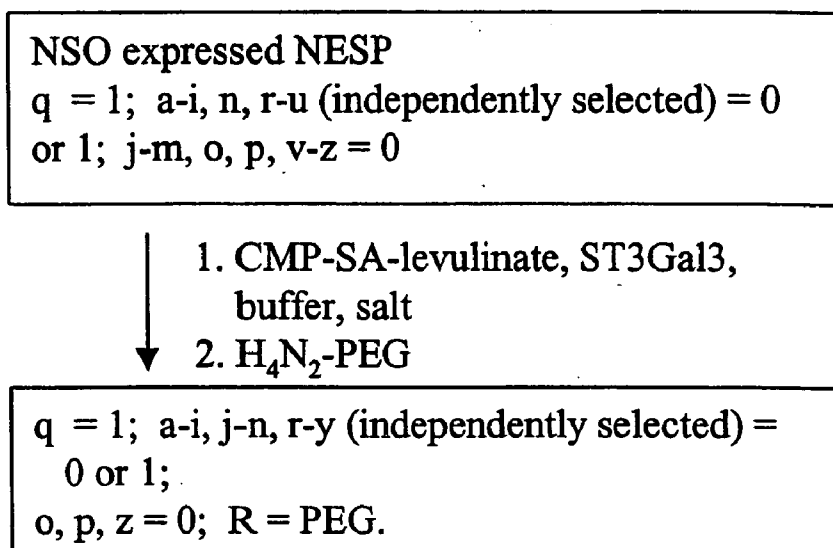 NSO expressed NESP
q = 1; a-i, n, r-u (independently selected) = 0
or 1; j-m, o, p, v-z = 0
1. CMP-SA-levulinate, ST3Gal3,
buffer, salt
2. H₄N₂-PEG
q = 1; a-i, j-n, r-y (independently selected) =
0 or 1;
o, p, z = 0; R = PEG.